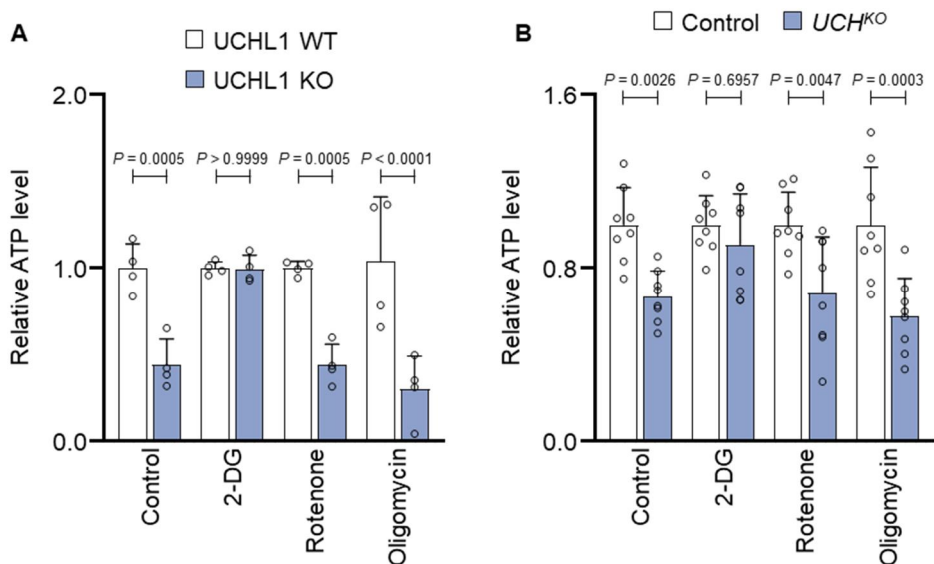 A
UCHL1 WT
UCHL1 KO
2.0
P = 0.0005 P > 0.9999 P = 0.0005 P < 0.0001
1.0
0.0
Relative ATP level
Control
2-DG
Rotenone
Oligomycin
B
Control UCH^KO
1.6
P = 0.0026 P = 0.6957 P = 0.0047 P = 0.0003
0.8
0.0
Relative ATP level
Control
2-DG
Rotenone
Oligomycin